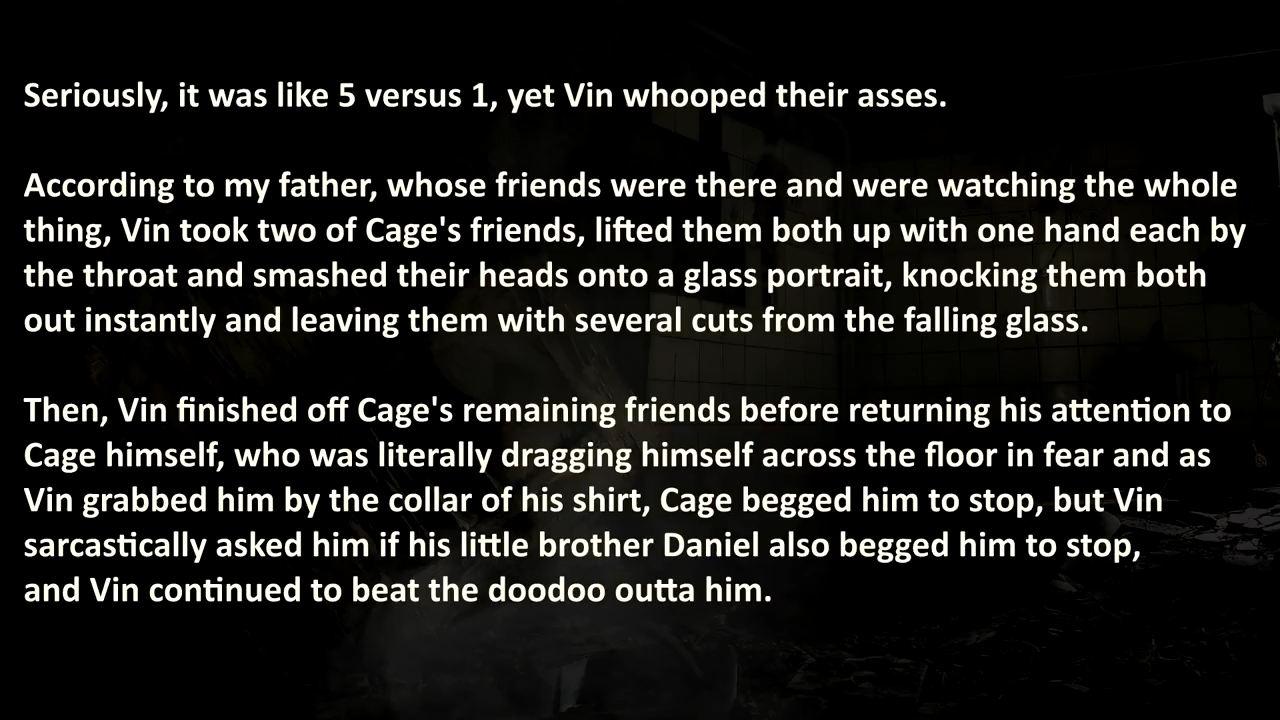 Seriously, it was like 5 versus 1, yet Vin whooped their asses.
According to my father, whose friends were there and were watching the whole
thing, Vin took two of Cage's friends, lifted them both up with one hand each by
the throat and smashed their heads onto a glass portrait, knocking them both
out instantly and leaving them with several cuts from the falling glass.
Then, Vin finished off Cage's remaining friends before returning his attention to
Cage himself, who was literally dragging himself across the floor in fear and as
Vin grabbed him by the collar of his shirt, Cage begged him to stop, but Vin
sarcastically asked him if his little brother Daniel also begged him to stop,
and Vin continued to beat the doodoo outta him.